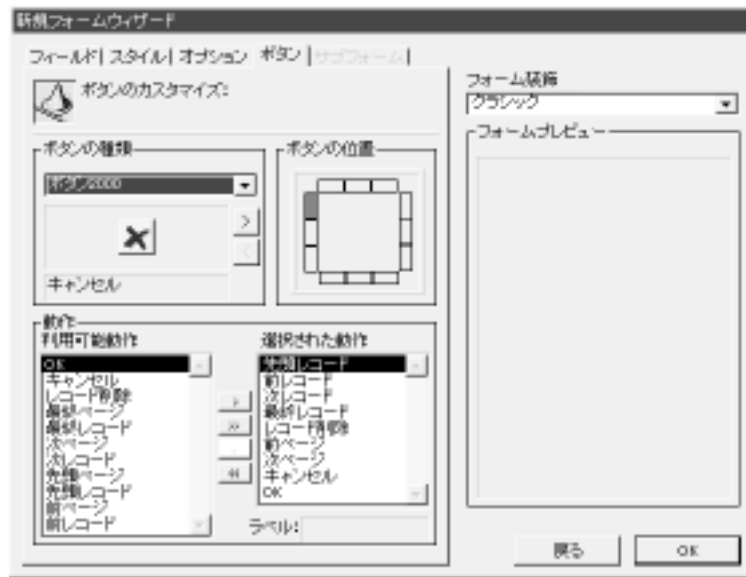 新規フォームウィザード
フィールド スタイル オプション ボタン サブフォーム
ボタンのカスタマイズ:
ボタンの種類
ボタン2000
キャンセル
ボタンの位置
動作
利用可能動作
OK
キャンセル
レコード削除
最終ページ
最終レコード
次ページ
次レコード
先頭ページ
先頭レコード
前ページ
前レコード
>
<
>
>>
<<
選択された動作
先頭レコード
前レコード
次レコード
最終レコード
レコード削除
前ページ
次ページ
キャンセル
OK
ラベル:
フォーム装飾
クラシック
フォームプレビュー
戻る OK